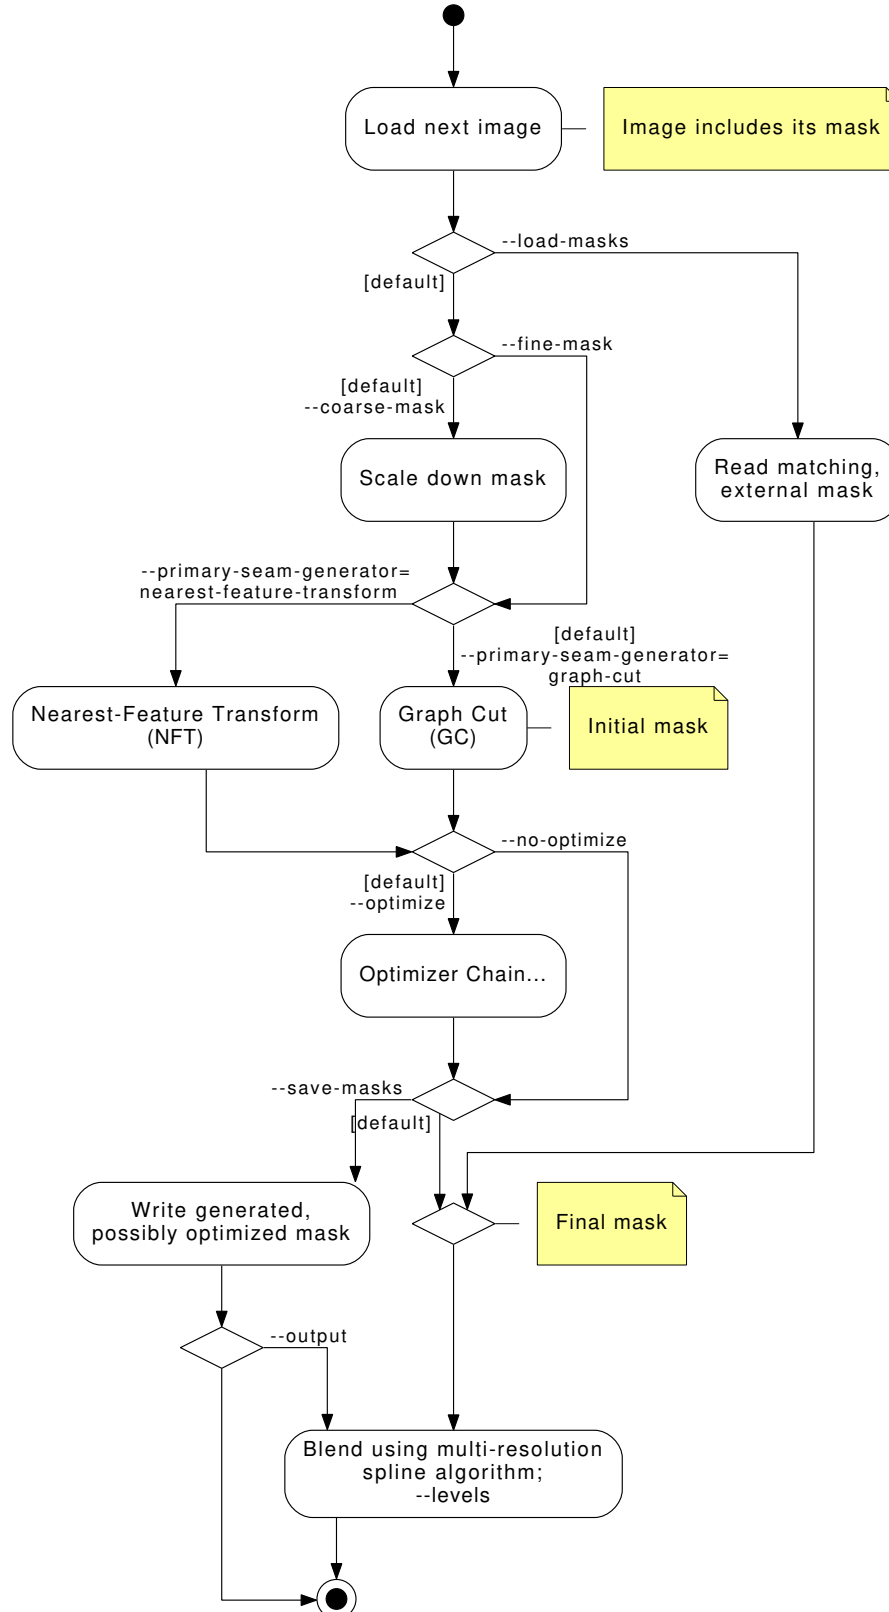 Load next image
Image includes its mask
--load-masks
[default]
--fine-mask
[default]
--coarse-mask
Scale down mask
Read matching,
external mask
--primary-seam-generator=
nearest-feature-transform
[default]
--primary-seam-generator=
graph-cut
Nearest-Feature Transform
(NFT)
Graph Cut
(GC)
Initial mask
--no-optimize
[default]
--optimize
Optimizer Chain...
--save-masks
[default]
Write generated,
possibly optimized mask
Final mask
--output
Blend using multi-resolution
spline algorithm;
--levels